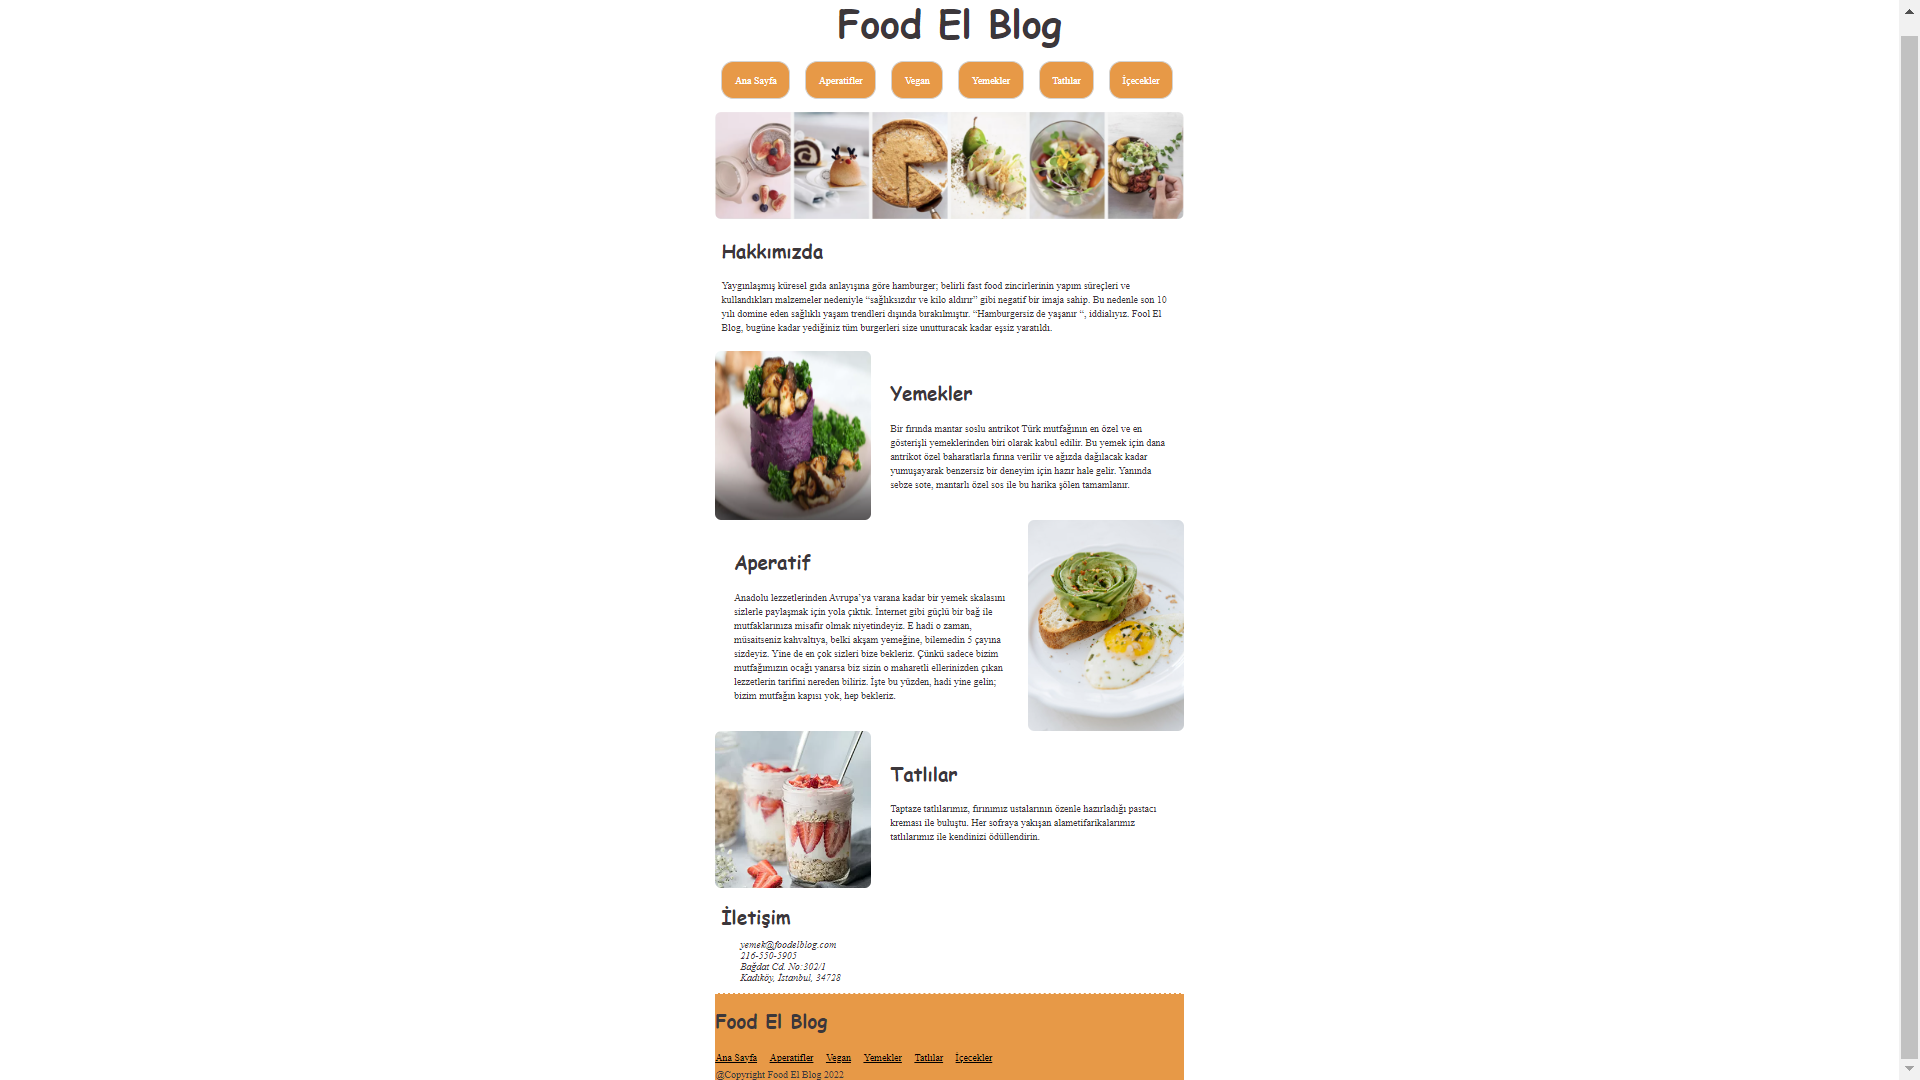 Food El Blog
Ana Sayfa Aperatifler Vegan Yemekler Tatlılar İçecekler
Hakkımızda
Yaygınlaşmış küresel gıda anlayışına göre hamburger; belirli fast food zincirlerinin yapım süreçleri ve
kullandıkları malzemeler nedeniyle “sağlıksızdır ve kilo aldırır” gibi negatif bir imaja sahip. Bu nedenle son 10
yılı domine eden sağlıklı yaşam trendleri dışında bırakılmıştır. “Hamburgersiz de yaşanır “, iddialıyız. Fool El
Blog, bugüne kadar yediğiniz tüm burgerleri size unutturacak kadar eşsiz yaratıldı.
Yemekler
Bir fırında mantar soslu antrikot Türk mutfağının en özel ve en
gösterişli yemeklerinden biri olarak kabul edilir. Bu yemek için dana
antrikot özel baharatlarla fırına verilir ve ağızda dağılacak kadar
yumuşayarak benzersiz bir deneyim için hazır hale gelir. Yanında
sebze sote, mantarlı özel sos ile bu harika şölen tamamlanır.
Aperatif
Anadolu lezzetlerinden Avrupa’ya varana kadar bir yemek skalasını
sizlerle paylaşmak için yola çıktık. İnternet gibi güçlü bir bağ ile
mutfaklarınıza misafir olmak niyetindeyiz. E hadi o zaman,
müsaitseniz kahvaltıya, belki akşam yemeğine, bilemedin 5 çayına
sizdeyiz. Yine de en çok sizleri bize bekleriz. Çünkü sadece bizim
mutfağımızın ocağı yanarsa biz sizin o maharetli ellerinizden çıkan
lezzetlerin tarifini nereden biliriz. İşte bu yüzden, hadi yine gelin;
bizim mutfağın kapısı yok, hep bekleriz.
Tatlılar
Taptaze tatlılarımız, fırınımız ustalarının özenle hazırladığı pastacı
kreması ile buluştu. Her sofraya yakışan alametifarikalarımız
tatlılarımız ile kendinizi ödüllendirin.
İletişim
yemek@foodelblog.com
216-550-5905
Bağdat Cd. No:302/1
Kadıköy, İstanbul, 34728
Food El Blog
Ana Sayfa Aperatifler Vegan Yemekler Tatlılar İçecekler
@Copyright Food El Blog 2022